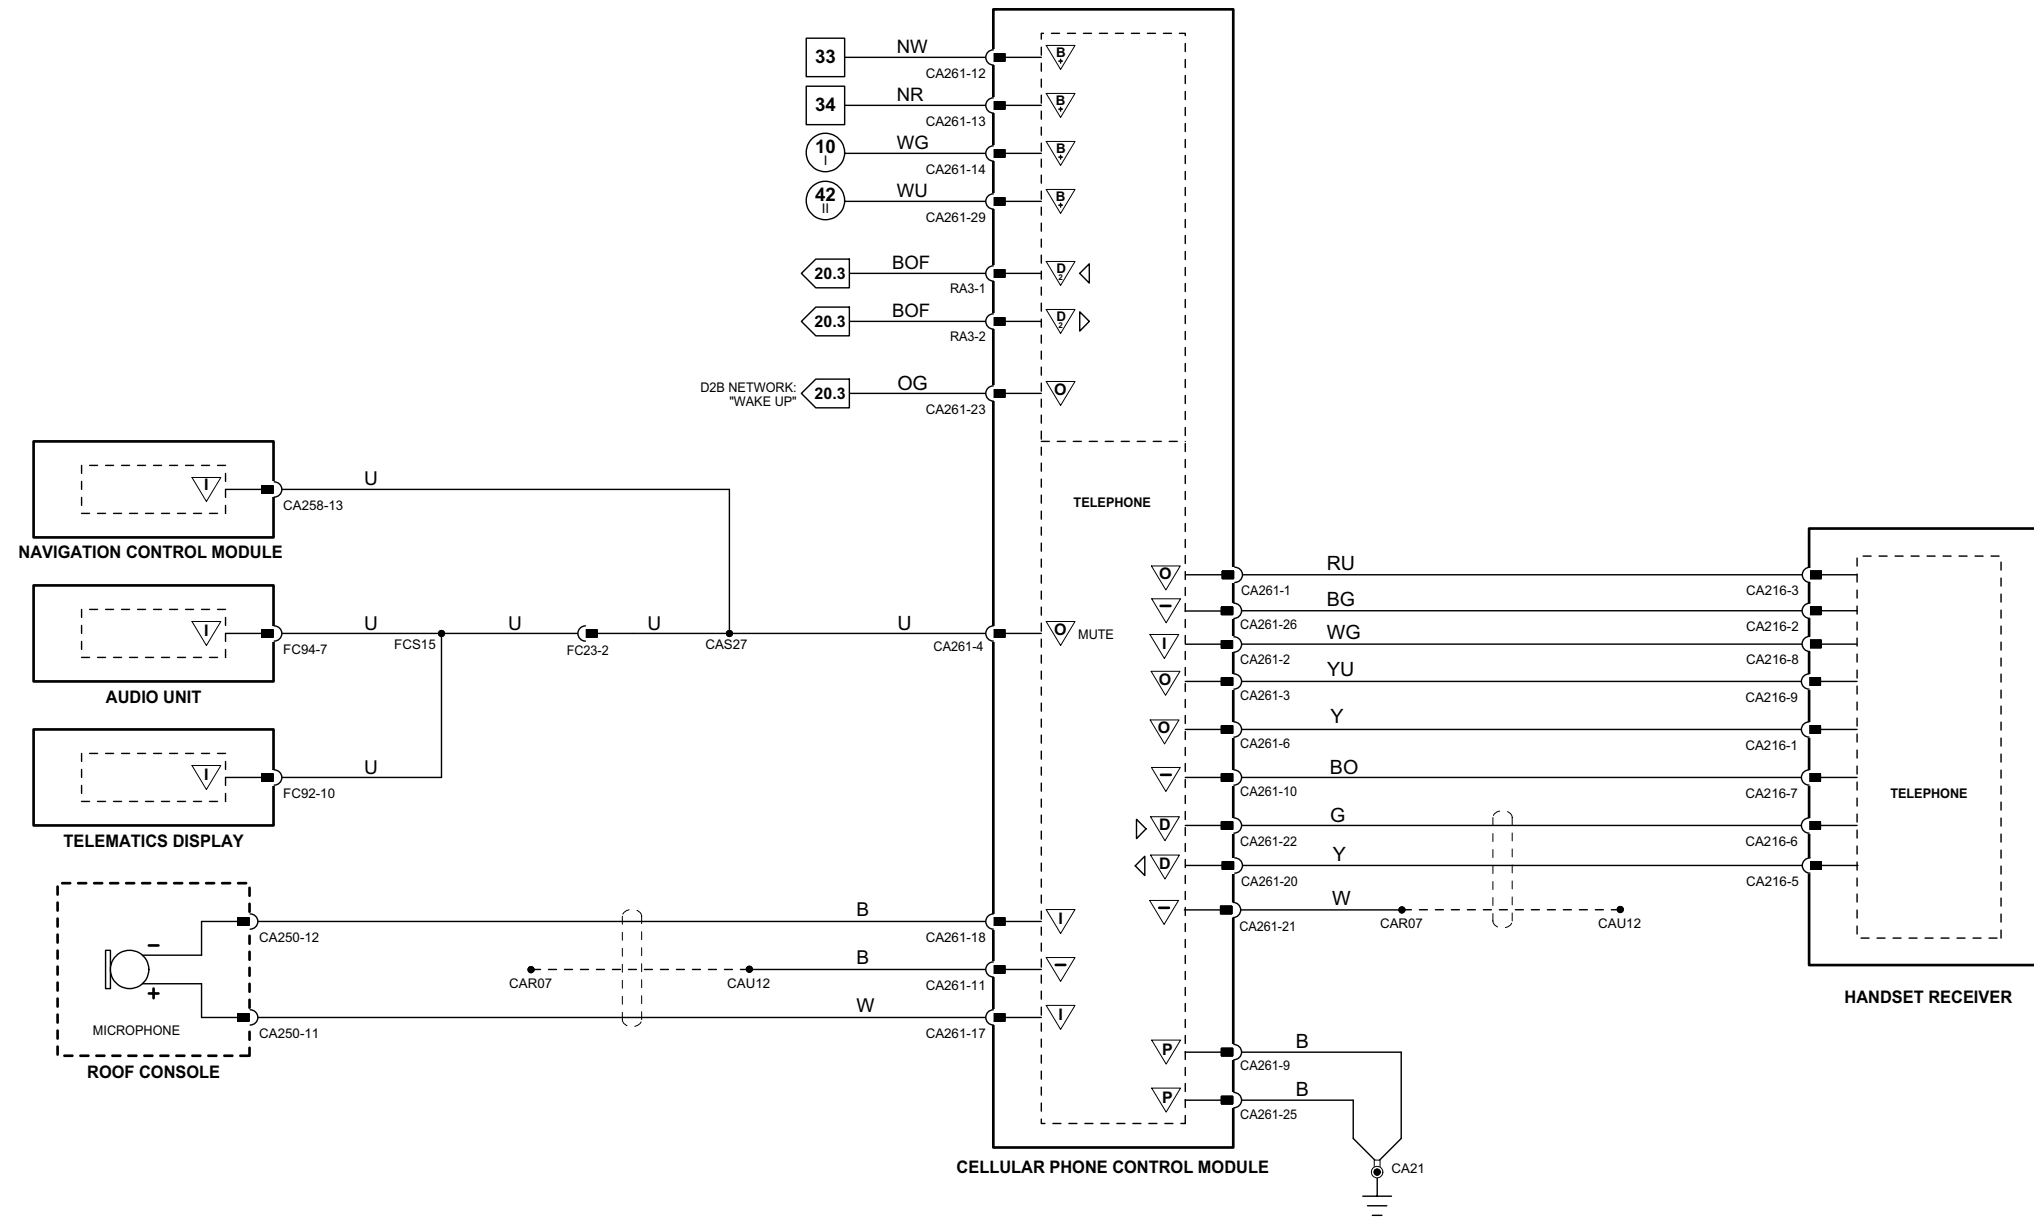 33 NW CA261-12 B+
34 NR CA261-13 B+
10 I WG CA261-14 B+
42 II WU CA261-29 B+
20.3 BOF RA3-1 D2
20.3 BOF RA3-2 D2
D2B NETWORK:
"WAKE UP"
20.3 OG CA261-23 O
I U CA258-13
NAVIGATION CONTROL MODULE
TELEPHONE
I U FC94-7 FCS15 U FC23-2 U CAS27 U CA261-4 O MUTE
AUDIO UNIT
I U FC92-10
TELEMATICS DISPLAY
O CA261-1 RU CA216-3
– CA261-26 BG CA216-2
I CA261-2 WG CA216-8
O CA261-3 YU CA216-9
O CA261-6 Y CA216-1
– CA261-10 BO CA216-7
TELEPHONE
D CA261-22 G CA216-6
D CA261-20 Y CA216-5
– CA261-21 W CAR07 CAU12
HANDSET RECEIVER
– CA250-12 B CA261-18 I
CAR07 CAU12 B CA261-11 –
+ CA250-11 W CA261-17 I
MICROPHONE
ROOF CONSOLE
P CA261-9 B
P CA261-25 B
CA21
CELLULAR PHONE CONTROL MODULE